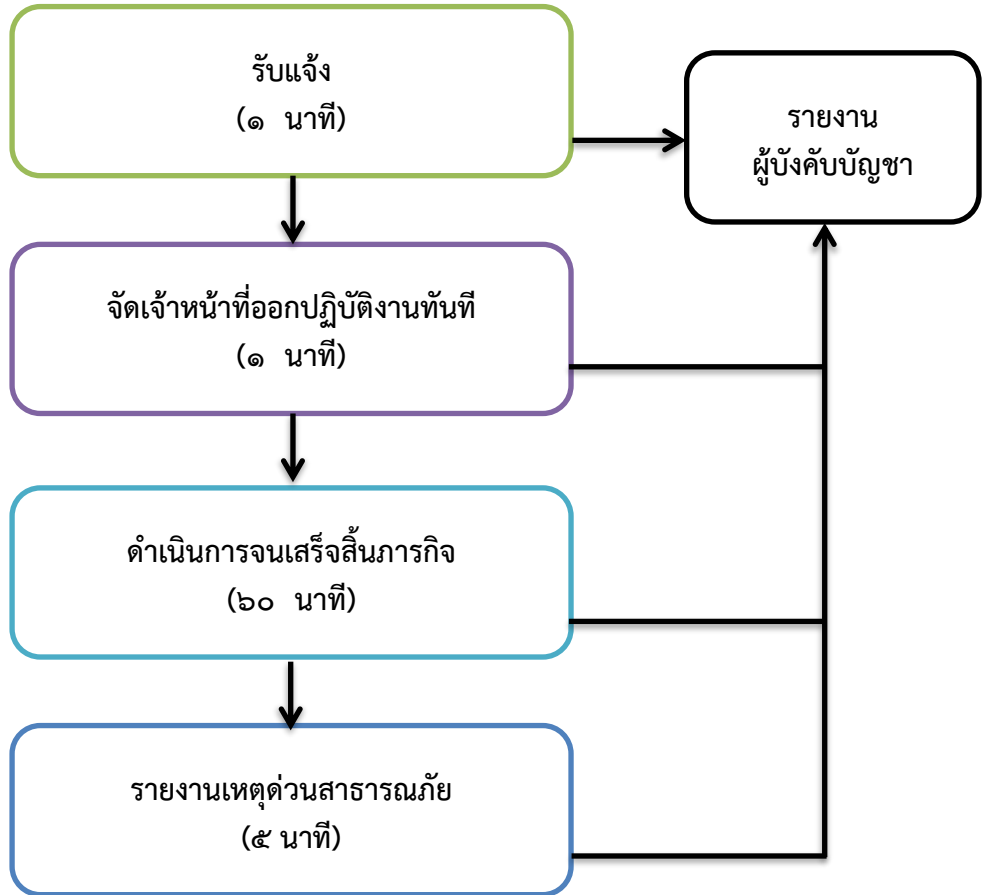 รับแจ้ง
(๑ นาที)
รายงาน
ผู้บังคับบัญชา
จัดเจ้าหน้าที่ออกปฏิบัติงานทันที
(๑ นาที)
ดำเนินการจนเสร็จสิ้นภารกิจ
(๖๐ นาที)
รายงานเหตุด่วนสาธารณภัย
(๕ นาที)